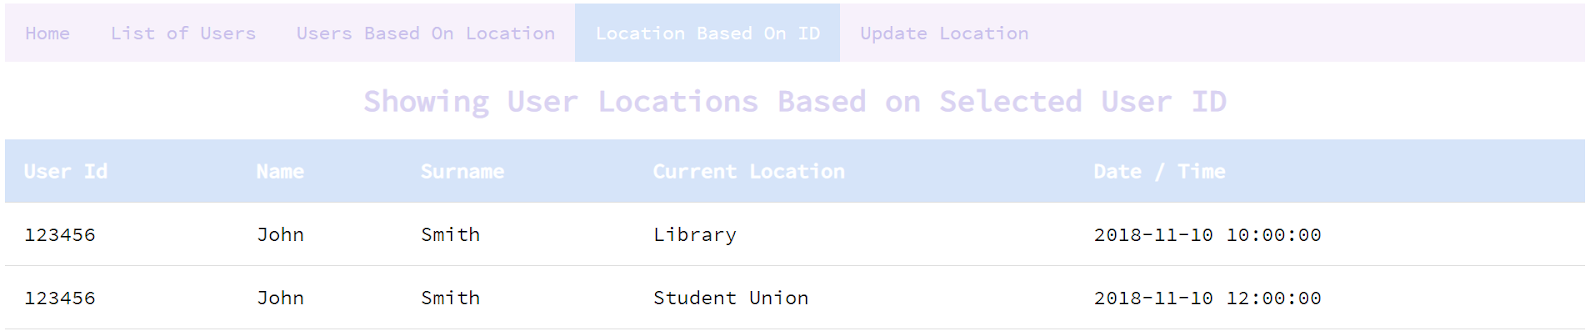 Home List of Users Users Based On Location Location Based On ID Update Location
Showing User Locations Based on Selected User ID
User Id Name Surname Current Location Date / Time
123456 John Smith Library 2018-11-10 10:00:00
123456 John Smith Student Union 2018-11-10 12:00:00